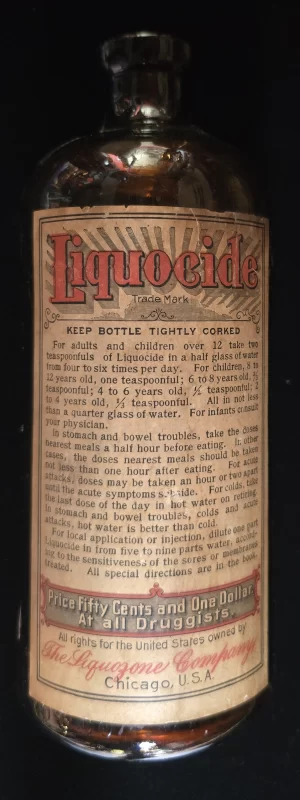 Liquocide
Trade Mark
KEEP BOTTLE TIGHTLY CORKED
For adults and children over 12 take two
teaspoonfuls of Liquocide in a half glass of water
from four to six times per day. For children, 8 to
12 years old, one teaspoonful; 6 to 8 years old,
teaspoonful; 4 to 6 years, ½ teaspoonful; 2
to 4 years, ⅓ teaspoonful. All in not less
than a quarter glass of water. For infants consult
your physician.
In stomach and bowel troubles, take the doses
nearest meals a half hour before eating. In other
cases, the doses nearest meals should be taken
not less than one hour after eating. For acute
attacks, doses may be taken an hour or two apart
until the acute symptoms subside. For colds, take
the last dose of the day in hot water on retiring.
In stomach and bowel troubles, colds and acute
attacks, hot water is better than cold.
For local application or injection, dilute one part
Liquocide in from five to nine parts water, accord-
ing to the sensitiveness of the sores or membrane
treated. All special directions are in the book.
Price Fifty Cents and One Dollar
At all Druggists.
All rights for the United States owned by
The Liquozone Company,
Chicago, U.S.A.